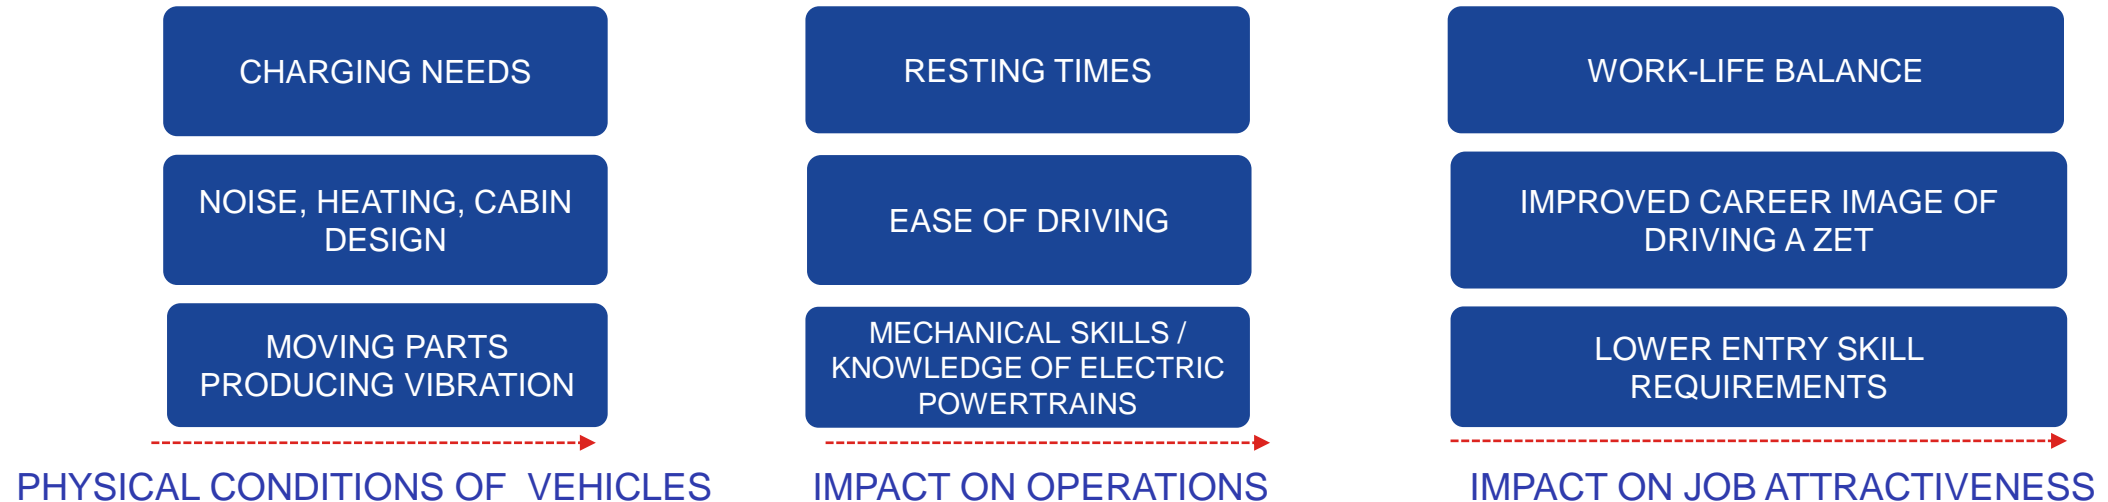 CHARGING NEEDS
NOISE, HEATING, CABIN
DESIGN
MOVING PARTS
PRODUCING VIBRATION
PHYSICAL CONDITIONS OF VEHICLES
RESTING TIMES
EASE OF DRIVING
MECHANICAL SKILLS /
KNOWLEDGE OF ELECTRIC
POWERTRAINS
IMPACT ON OPERATIONS
WORK-LIFE BALANCE
IMPROVED CAREER IMAGE OF
DRIVING A ZET
LOWER ENTRY SKILL
REQUIREMENTS
IMPACT ON JOB ATTRACTIVENESS